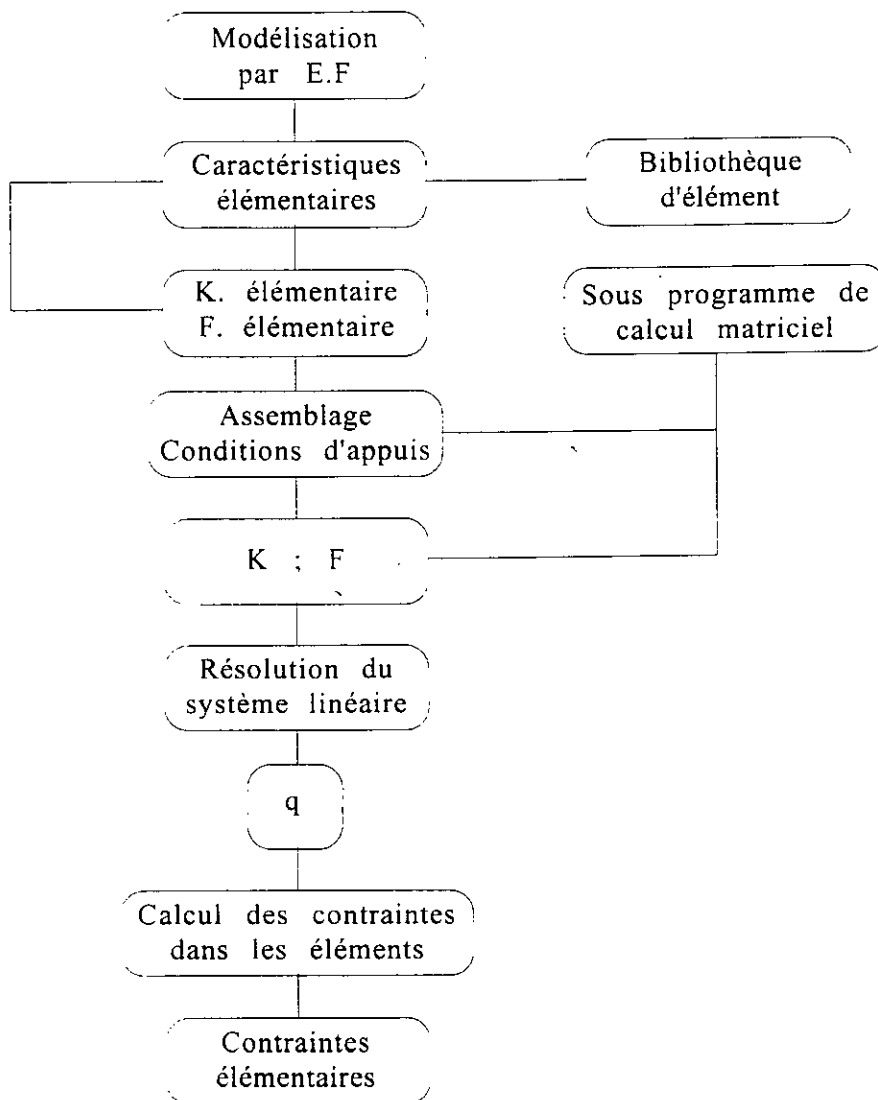 Modélisation
par E.F
Caractéristiques
élémentaires
Bibliothèque
d'élément
K. élémentaire
F. élémentaire
Sous programme de
calcul matriciel
Assemblage
Conditions d'appuis
K ; F
Résolution du
système linéaire
q
Calcul des contraintes
dans les éléments
Contraintes
élémentaires